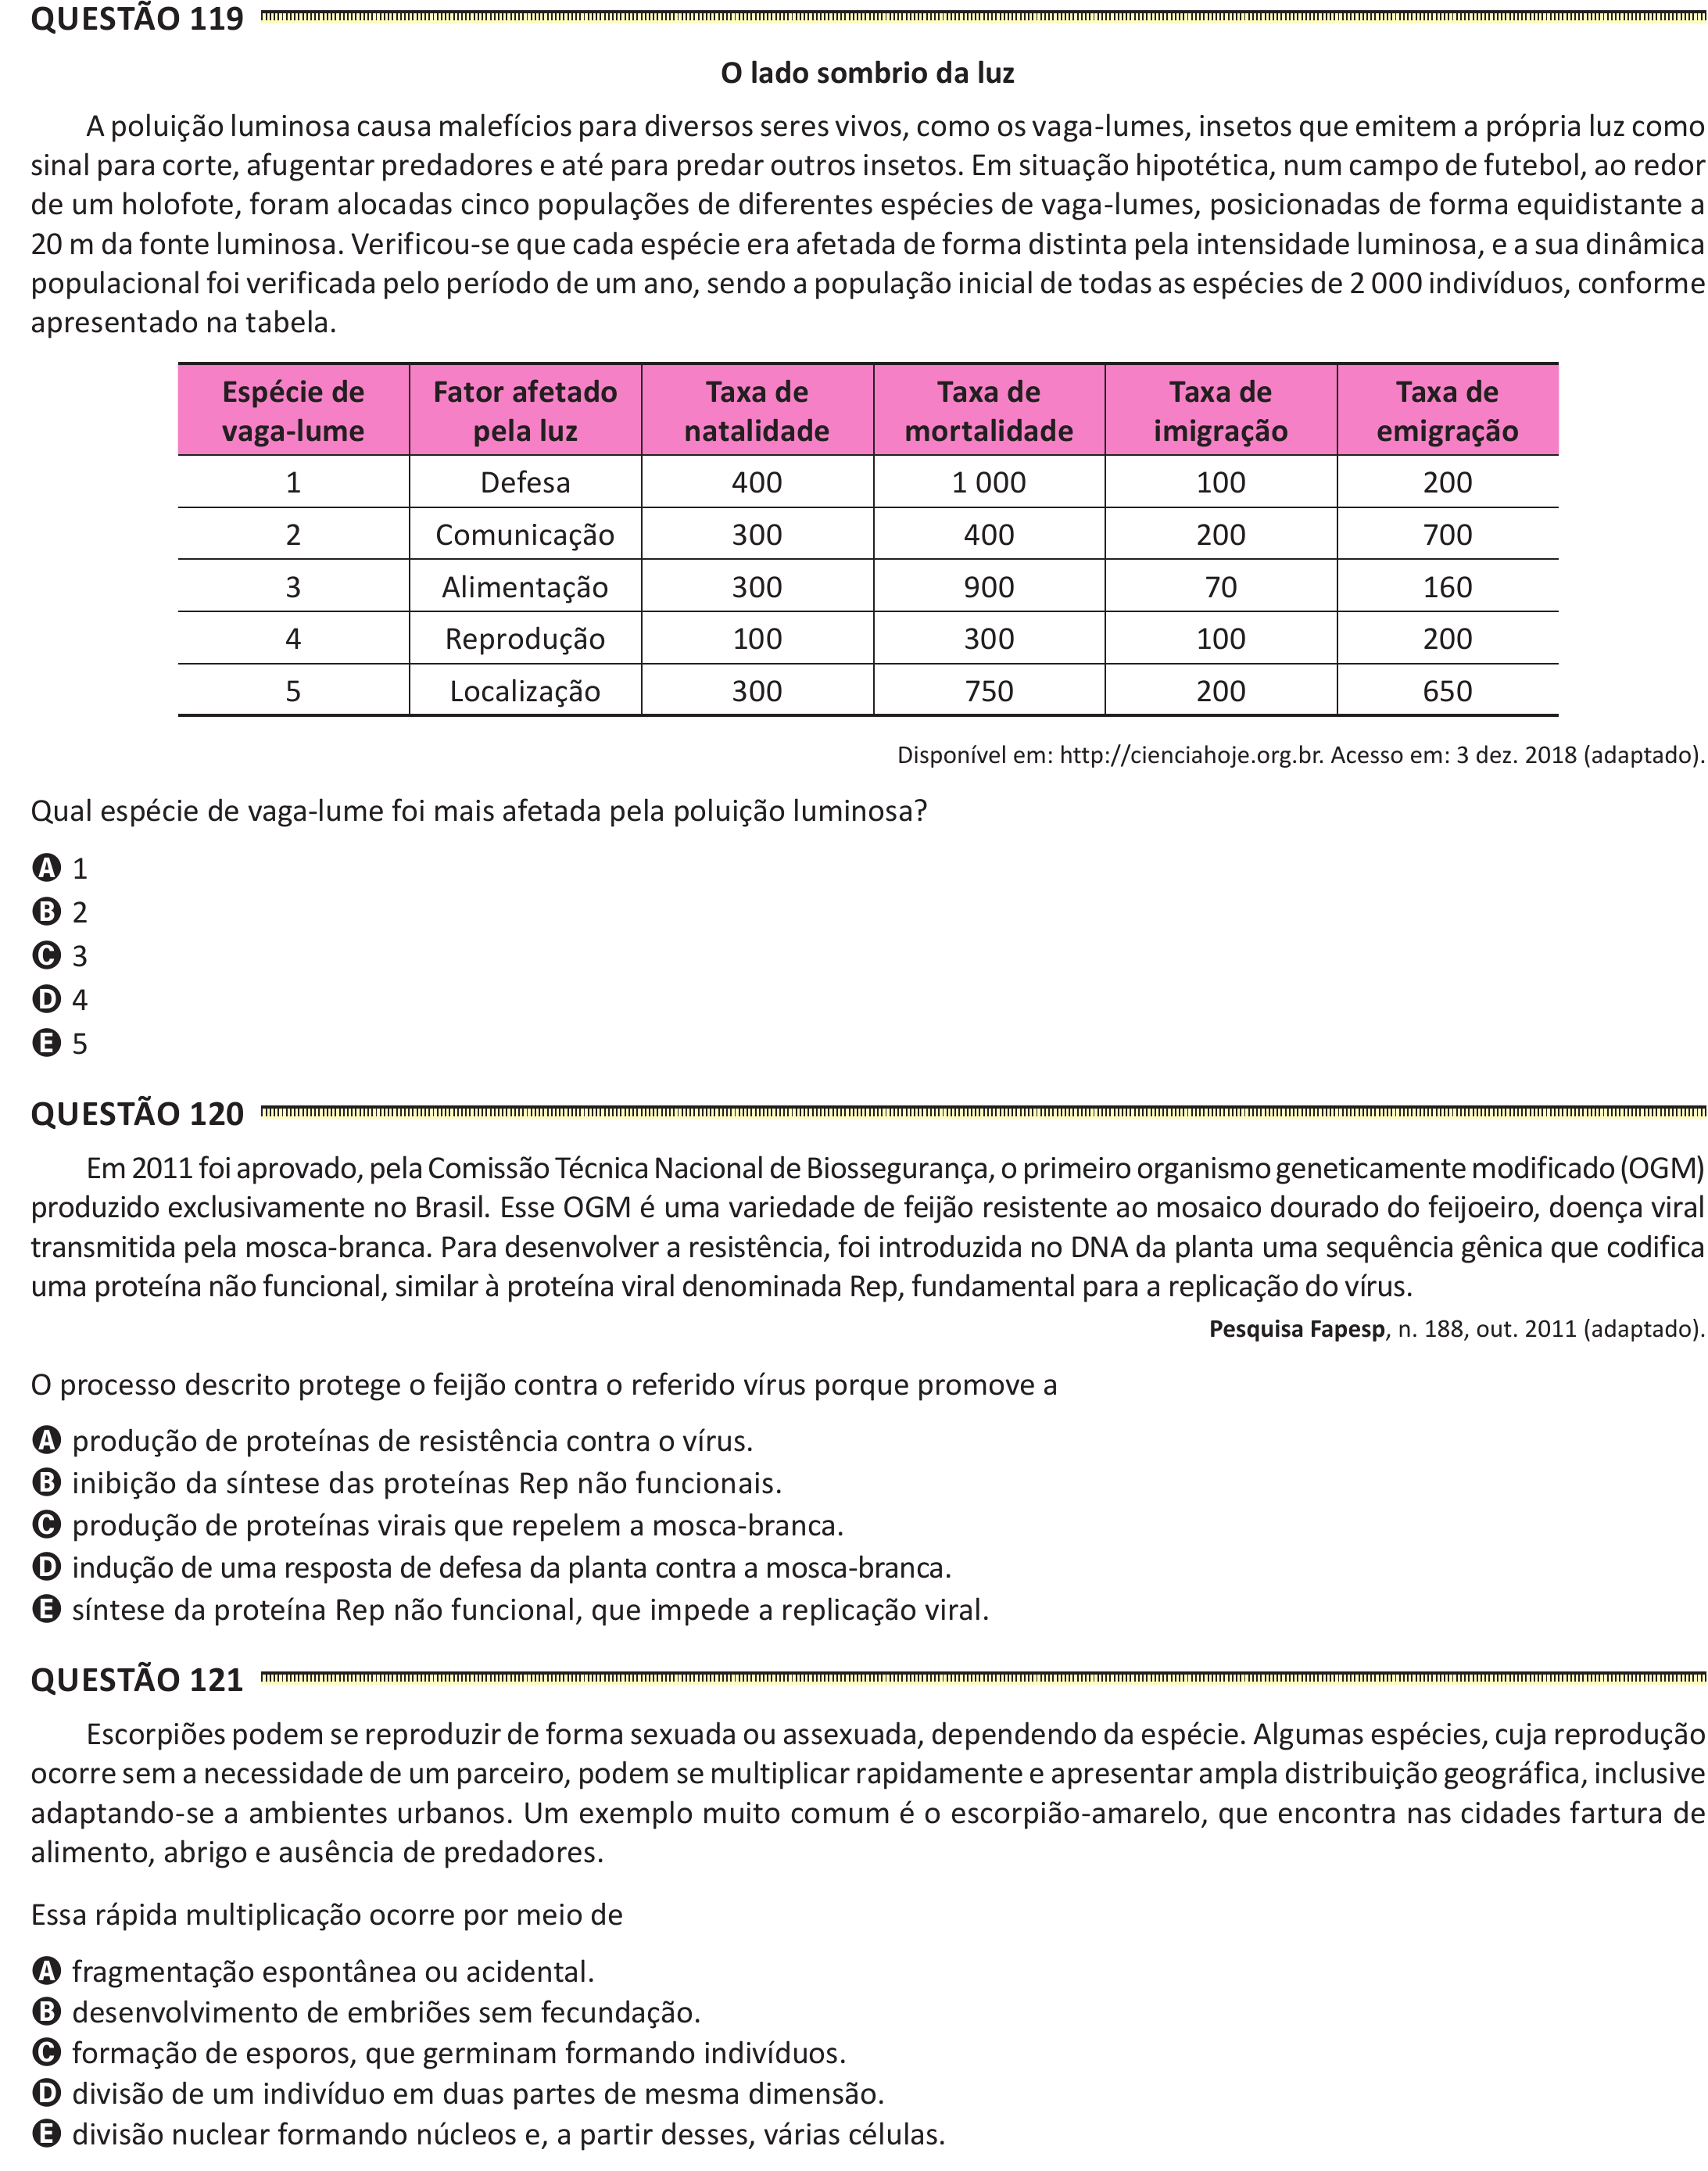 QUESTÃO 119
O lado sombrio da luz
A poluição luminosa causa malefícios para diversos seres vivos, como os vaga-lumes, insetos que emitem a própria luz como
sinal para corte, afugentar predadores e até para predar outros insetos. Em situação hipotética, num campo de futebol, ao redor
de um holofote, foram alocadas cinco populações de diferentes espécies de vaga-lumes, posicionadas de forma equidistante a
20 m da fonte luminosa. Verificou-se que cada espécie era afetada de forma distinta pela intensidade luminosa, e a sua dinâmica
populacional foi verificada pelo período de um ano, sendo a população inicial de todas as espécies de 2 000 indivíduos, conforme
apresentado na tabela.
Espécie de Fator afetado Taxa de Taxa de Taxa de Taxa de
vaga-lume pela luz natalidade mortalidade imigração emigração
1 Defesa 400 1 000 100 200
2 Comunicação 300 400 200 700
3 Alimentação 300 900 70 160
4 Reprodução 100 300 100 200
5 Localização 300 750 200 650
Disponível em: http://cienciahoje.org.br. Acesso em: 3 dez. 2018 (adaptado).
Qual espécie de vaga-lume foi mais afetada pela poluição luminosa?
A 1
B 2
C 3
D 4
E 5
QUESTÃO 120
Em 2011 foi aprovado, pela Comissão Técnica Nacional de Biossegurança, o primeiro organismo geneticamente modificado (OGM)
produzido exclusivamente no Brasil. Esse OGM é uma variedade de feijão resistente ao mosaico dourado do feijoeiro, doença viral
transmitida pela mosca-branca. Para desenvolver a resistência, foi introduzida no DNA da planta uma sequência gênica que codifica
uma proteína não funcional, similar à proteína viral denominada Rep, fundamental para a replicação do vírus.
Pesquisa Fapesp, n. 188, out. 2011 (adaptado).
O processo descrito protege o feijão contra o referido vírus porque promove a
A produção de proteínas de resistência contra o vírus.
B inibição da síntese das proteínas Rep não funcionais.
C produção de proteínas virais que repelem a mosca-branca.
D indução de uma resposta de defesa da planta contra a mosca-branca.
E síntese da proteína Rep não funcional, que impede a replicação viral.
QUESTÃO 121
Escorpiões podem se reproduzir de forma sexuada ou assexuada, dependendo da espécie. Algumas espécies, cuja reprodução
ocorre sem a necessidade de um parceiro, podem se multiplicar rapidamente e apresentar ampla distribuição geográfica, inclusive
adaptando-se a ambientes urbanos. Um exemplo muito comum é o escorpião-amarelo, que encontra nas cidades fartura de
alimento, abrigo e ausência de predadores.
Essa rápida multiplicação ocorre por meio de
A fragmentação espontânea ou acidental.
B desenvolvimento de embriões sem fecundação.
C formação de esporos, que germinam formando indivíduos.
D divisão de um indivíduo em duas partes de mesma dimensão.
E divisão nuclear formando núcleos e, a partir desses, várias células.